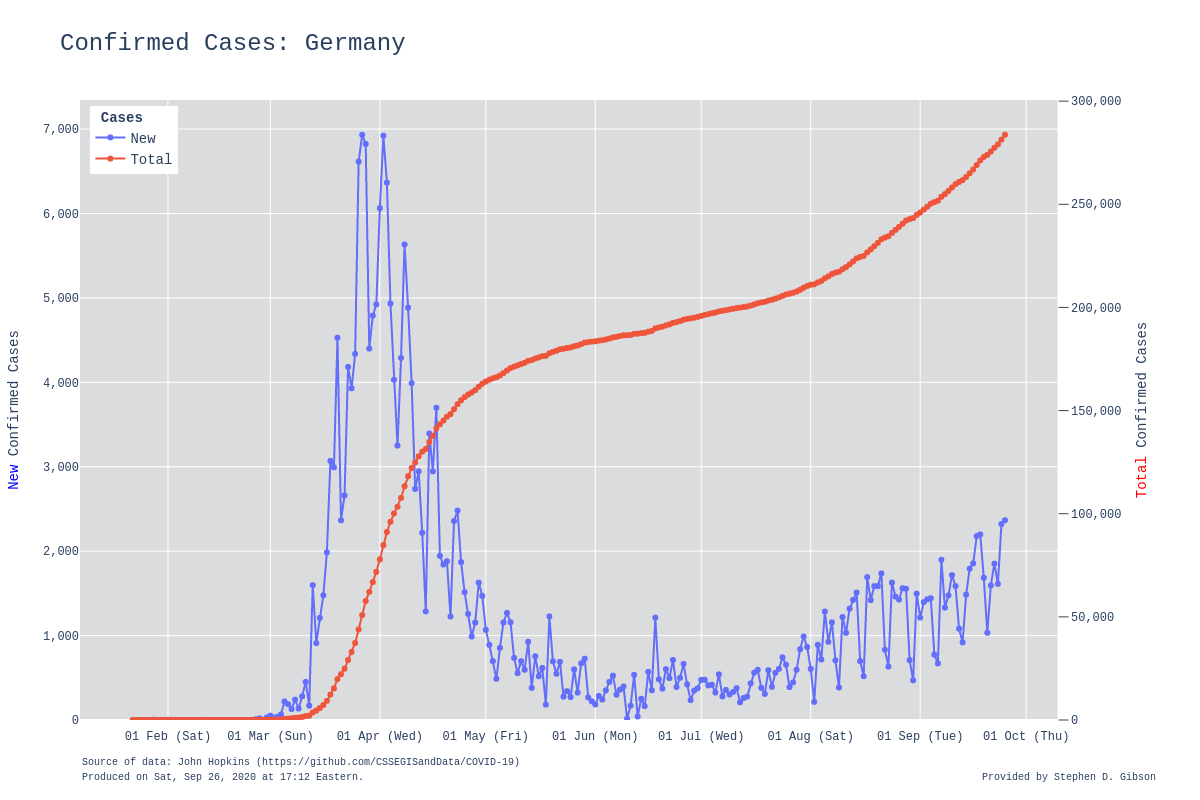 Confirmed Cases: Germany
Cases
New
Total
7,000
6,000
5,000
4,000
3,000
2,000
1,000
0
New Confirmed Cases
300,000
250,000
200,000
150,000
100,000
50,000
0
Total Confirmed Cases
01 Feb (Sat) 01 Mar (Sun) 01 Apr (Wed) 01 May (Fri) 01 Jun (Mon) 01 Jul (Wed) 01 Aug (Sat) 01 Sep (Tue) 01 Oct (Thu)
Source of data: John Hopkins (https://github.com/CSSEGISandData/COVID-19)
Produced on Sat, Sep 26, 2020 at 17:12 Eastern.
Provided by Stephen D. Gibson